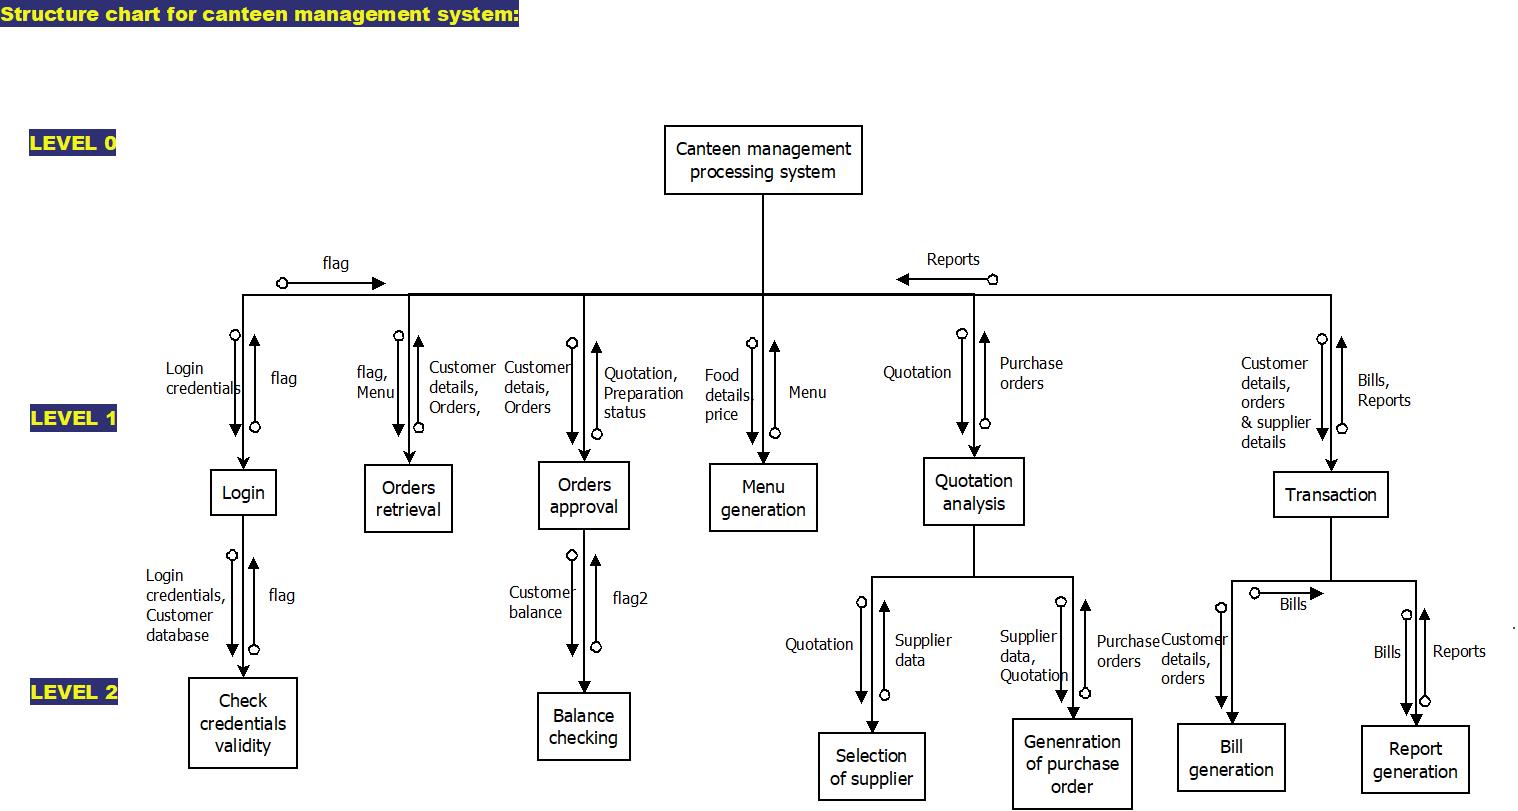 Structure chart for canteen management system:
LEVEL 0
Canteen management
processing system
flag
Reports
Login
credentials
flag
flag,
Menu
Customer
details,
Orders,
Customer
detais,
Orders
Quotation,
Preparation
status
Food
details,
price
Menu
Quotation
Purchase
orders
Customer
details,
orders
& supplier
details
Bills,
Reports
LEVEL 1
Login
Orders
retrieval
Orders
approval
Menu
generation
Quotation
analysis
Transaction
Login
credentials,
Customer
database
flag
Customer
balance
flag2
Quotation
Supplier
data
Supplier
data,
Quotation
Purchase
orders
Customer
details,
orders
Bills
Bills
Reports
LEVEL 2
Check
credentials
validity
Balance
checking
Selection
of supplier
Genenration
of purchase
order
Bill
generation
Report
generation